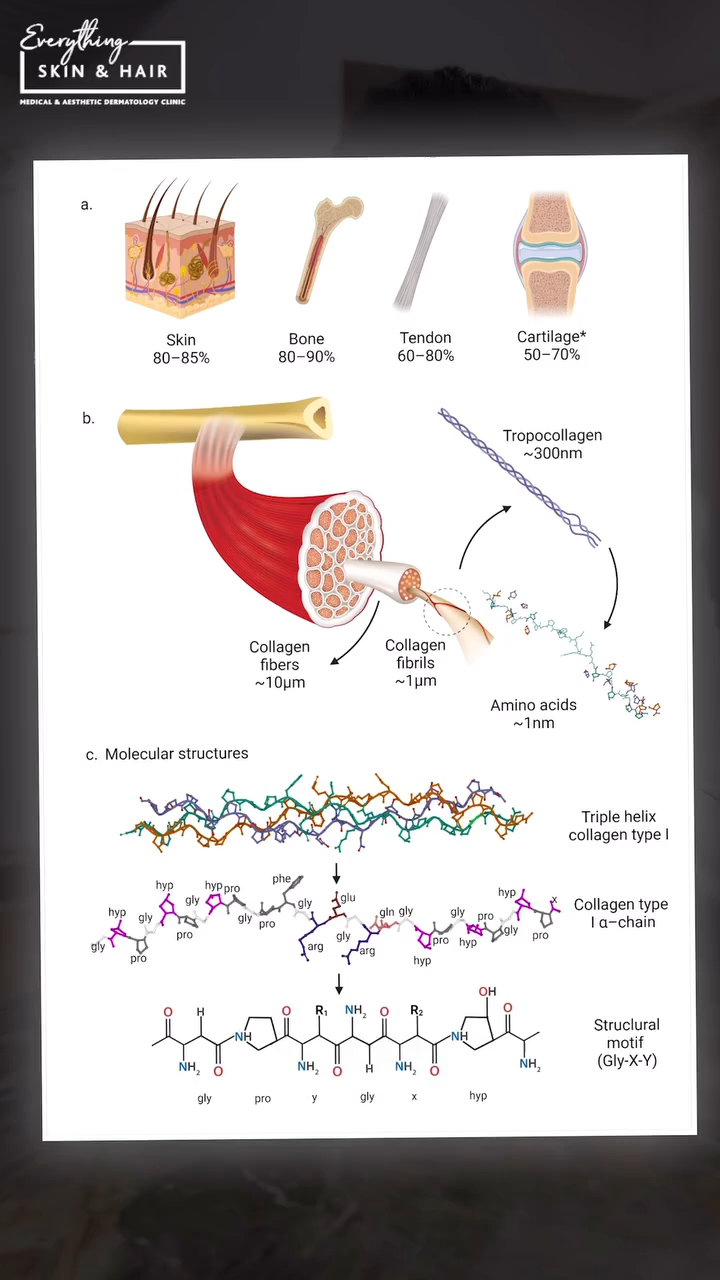 Everything
SKIN & HAIR
MEDICAL & AESTHETIC DERMATOLOGY CLINIC
a.
Skin
80–85%
Bone
80–90%
Tendon
60–80%
Cartilage*
50–70%
b.
Tropocollagen
~300nm
Collagen
fibers
~10µm
Collagen
fibrils
~1µm
Amino acids
~1nm
c. Molecular structures
Triple helix
collagen type I
Collagen type
I α–chain
gly
hyp
pro
gly
hyp
pro
gly
hyp
pro
gly
pro
phe
gly
arg
glu
gly
arg
gln
gly
hyp
pro
gly
hyp
pro
gly
hyp
pro
x
O
H
O
R₁
NH₂
O
R₂
OH
O
NH
NH
NH₂
O
NH₂
O
H
NH₂
O
NH₂
gly
pro
y
gly
x
hyp
Struclural
motif
(Gly-X-Y)